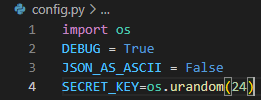 config.py > ...
1 import os
2 DEBUG = True
3 JSON_AS_ASCII = False
4 SECRET_KEY=os.urandom(24)